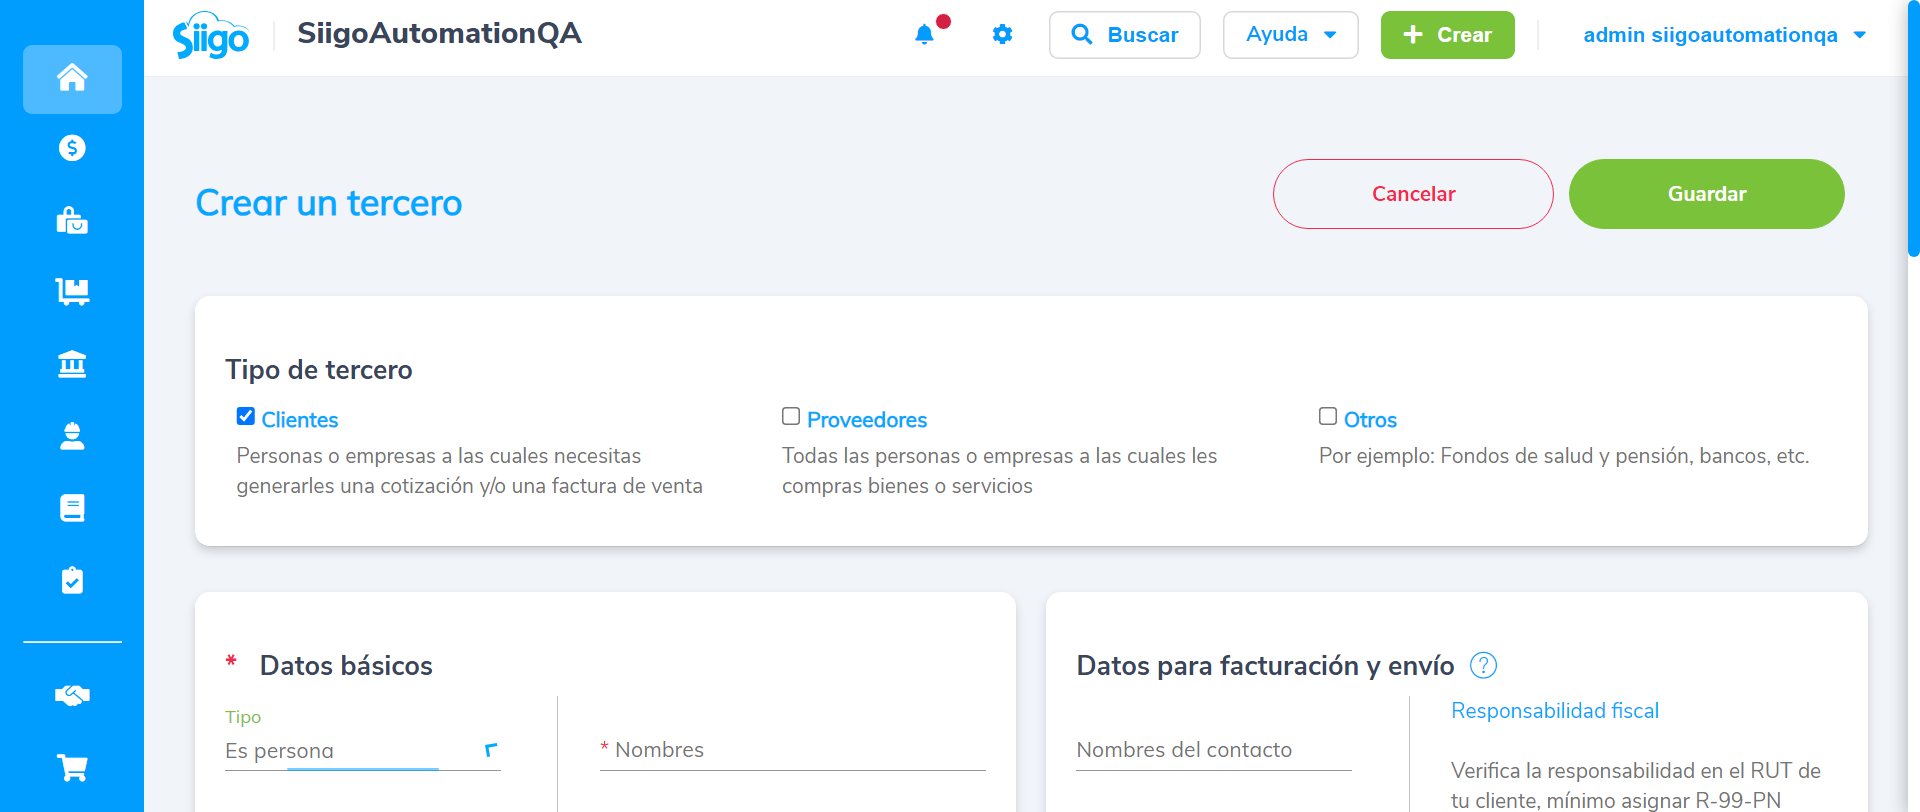 Siigo
SiigoAutomationQA
Buscar
Ayuda
Crear
admin siigoautomationqa
Crear un tercero
Cancelar
Guardar
Tipo de tercero
Clientes
Personas o empresas a las cuales necesitas
generarles una cotización y/o una factura de venta
Proveedores
Todas las personas o empresas a las cuales les
compras bienes o servicios
Otros
Por ejemplo: Fondos de salud y pensión, bancos, etc.
* Datos básicos
Tipo
Es persona
* Nombres
Datos para facturación y envío ?
Nombres del contacto
Responsabilidad fiscal
Verifica la responsabilidad en el RUT de
tu cliente, mínimo asignar R-99-PN